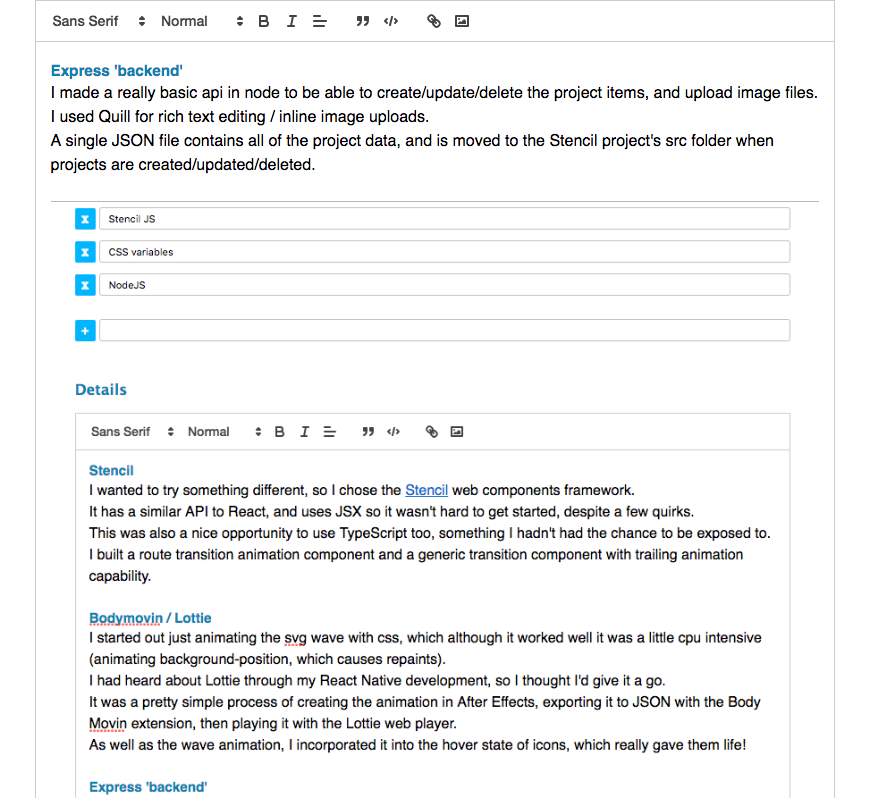 Sans Serif Normal B I
Express 'backend'
I made a really basic api in node to be able to create/update/delete the project items, and upload image files.
I used Quill for rich text editing / inline image uploads.
A single JSON file contains all of the project data, and is moved to the Stencil project's src folder when
projects are created/updated/deleted.
x Stencil JS
x CSS variables
x NodeJS
+
Details
Sans Serif Normal B I
Stencil
I wanted to try something different, so I chose the Stencil web components framework.
It has a similar API to React, and uses JSX so it wasn't hard to get started, despite a few quirks.
This was also a nice opportunity to use TypeScript too, something I hadn't had the chance to be exposed to.
I built a route transition animation component and a generic transition component with trailing animation
capability.
Bodymovin / Lottie
I started out just animating the svg wave with css, which although it worked well it was a little cpu intensive
(animating background-position, which causes repaints).
I had heard about Lottie through my React Native development, so I thought I'd give it a go.
It was a pretty simple process of creating the animation in After Effects, exporting it to JSON with the Body
Movin extension, then playing it with the Lottie web player.
As well as the wave animation, I incorporated it into the hover state of icons, which really gave them life!
Express 'backend'